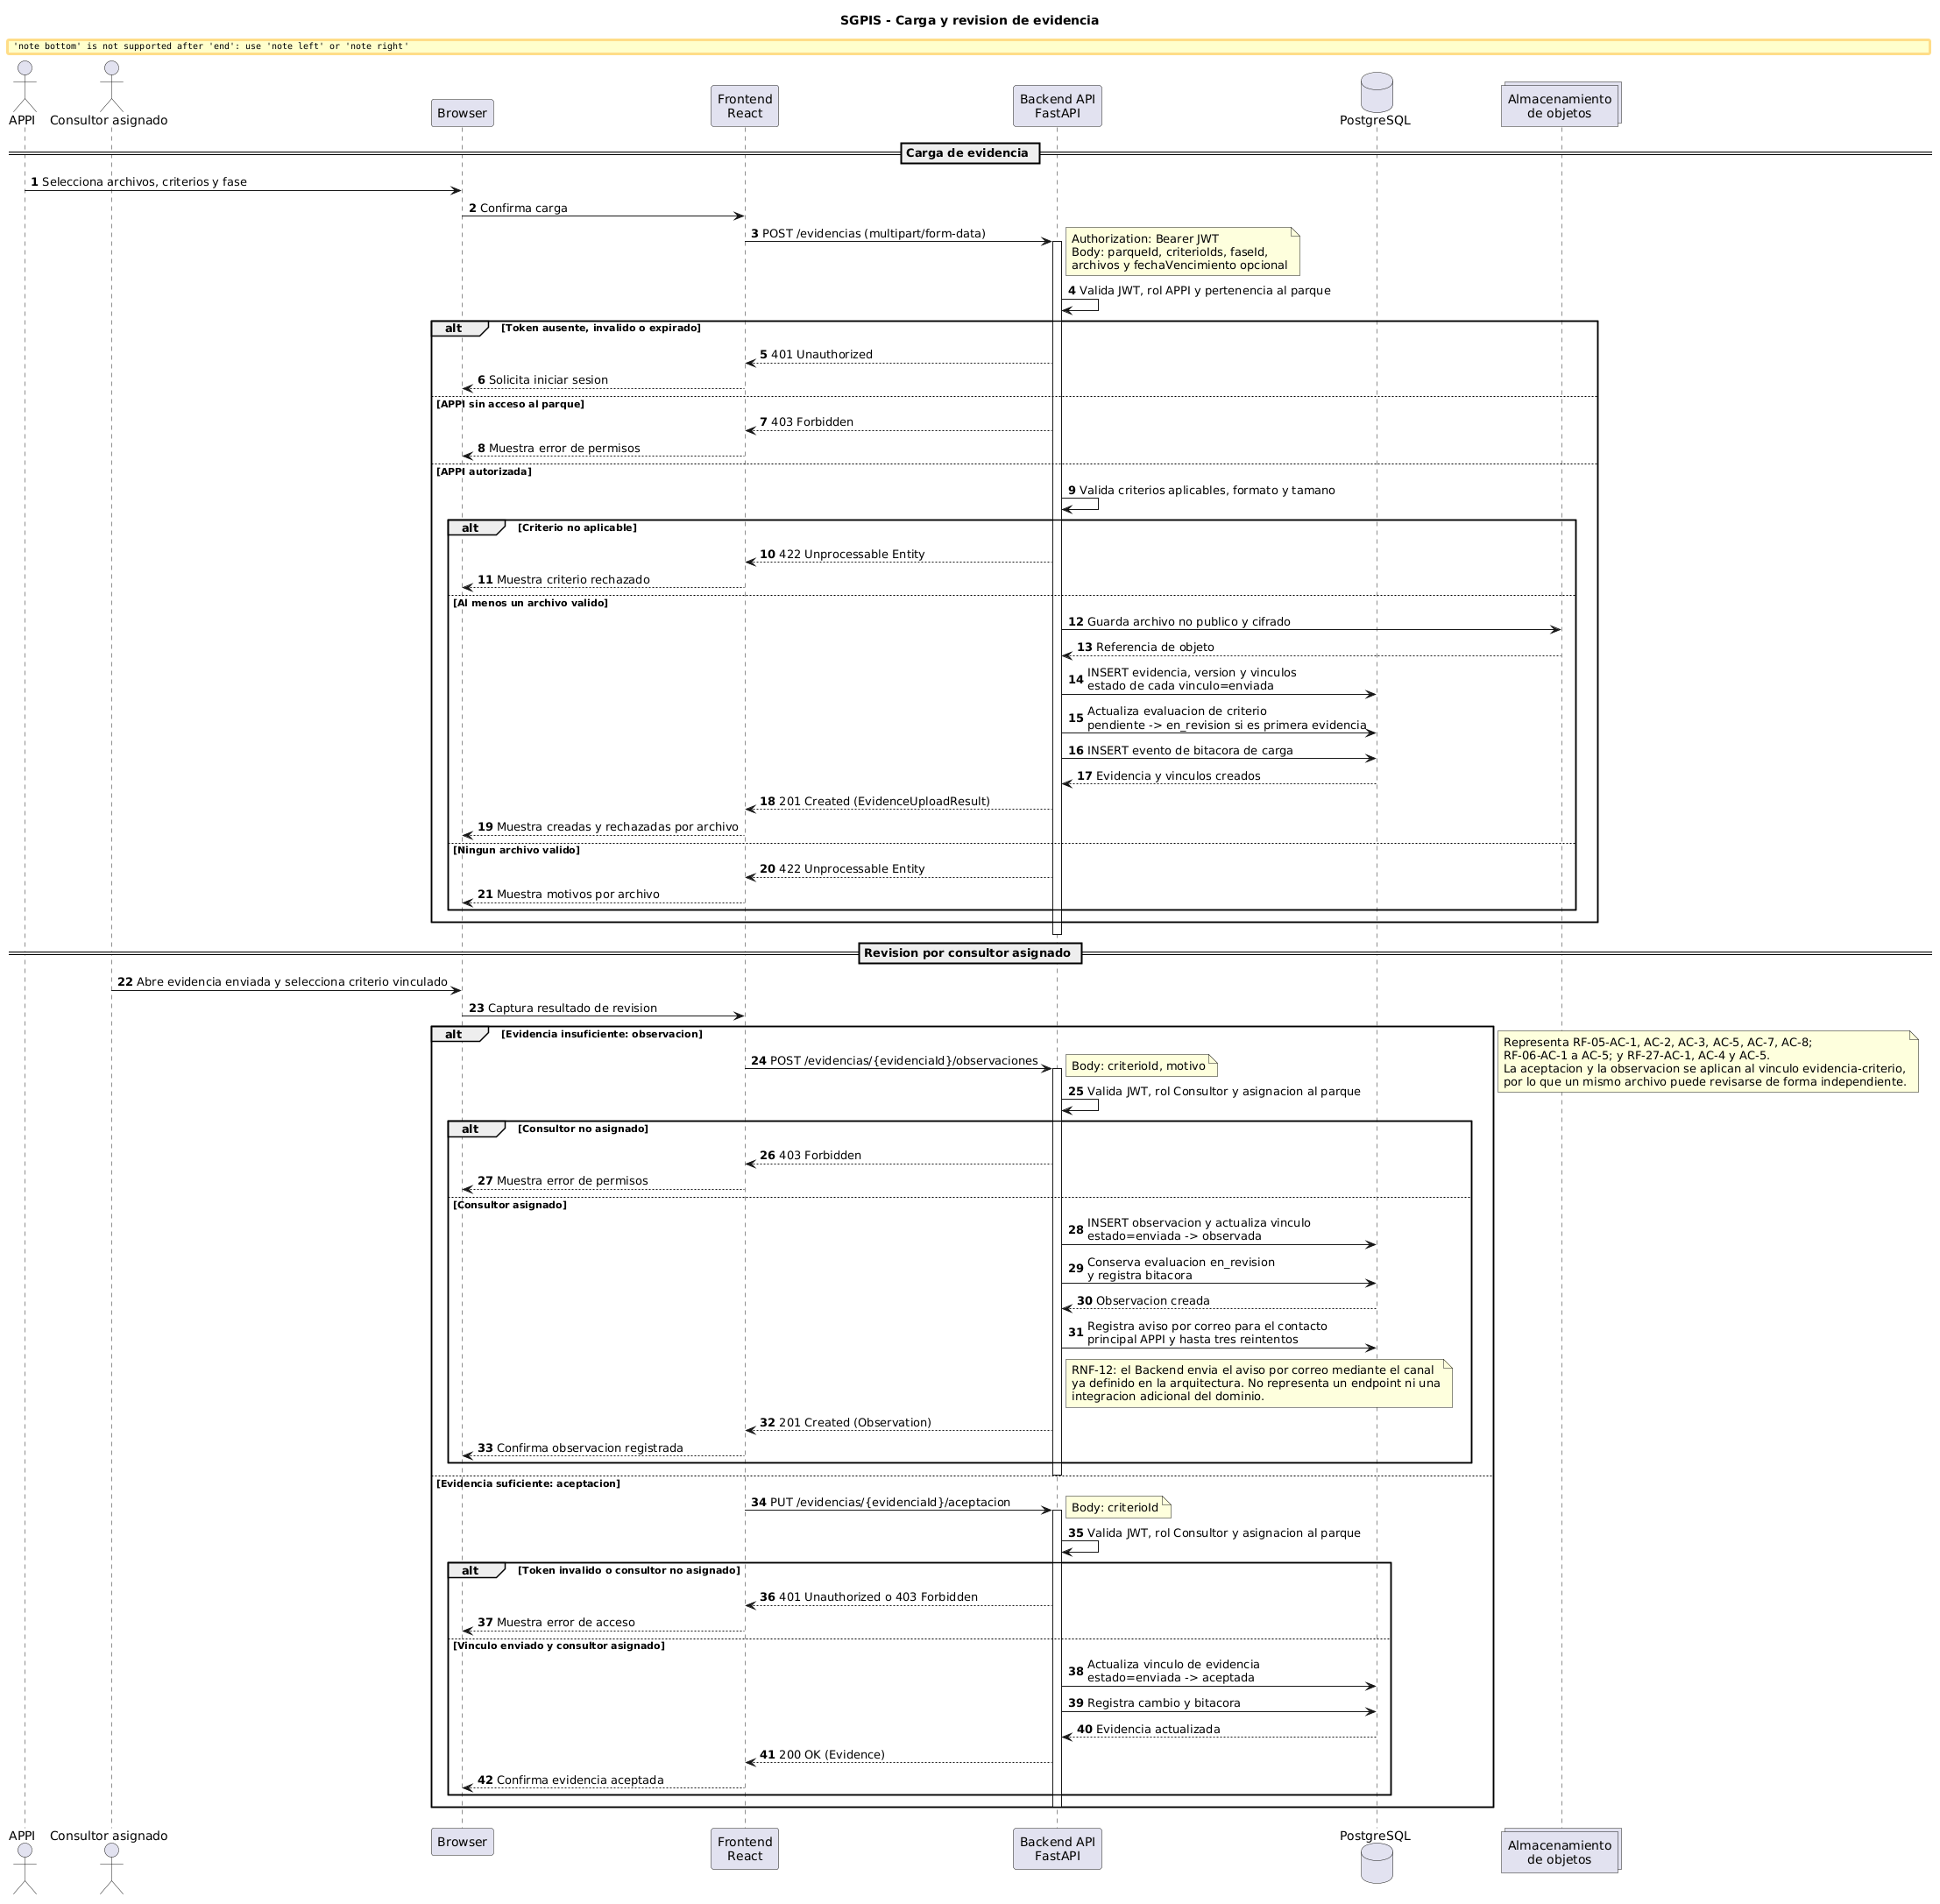 SGPIS - Carga y revision de evidencia
'note bottom' is not supported after 'end': use 'note left' or 'note right'
APPI
Consultor asignado
Browser
Frontend
React
Backend API
FastAPI
PostgreSQL
Almacenamiento
de objetos
Carga de evidencia
1 Selecciona archivos, criterios y fase
2 Confirma carga
3 POST /evidencias (multipart/form-data)
Authorization: Bearer JWT
Body: parqueId, criterioIds, faseId,
archivos y fechaVencimiento opcional
4 Valida JWT, rol APPI y pertenencia al parque
alt [Token ausente, invalido o expirado]
5 401 Unauthorized
6 Solicita iniciar sesion
[APPI sin acceso al parque]
7 403 Forbidden
8 Muestra error de permisos
[APPI autorizada]
9 Valida criterios aplicables, formato y tamano
alt [Criterio no aplicable]
10 422 Unprocessable Entity
11 Muestra criterio rechazado
[Al menos un archivo valido]
12 Guarda archivo no publico y cifrado
13 Referencia de objeto
14 INSERT evidencia, version y vinculos
estado de cada vinculo=enviada
15 Actualiza evaluacion de criterio
pendiente -> en_revision si es primera evidencia
16 INSERT evento de bitacora de carga
17 Evidencia y vinculos creados
18 201 Created (EvidenceUploadResult)
19 Muestra creadas y rechazadas por archivo
[Ningun archivo valido]
20 422 Unprocessable Entity
21 Muestra motivos por archivo
Revision por consultor asignado
22 Abre evidencia enviada y selecciona criterio vinculado
23 Captura resultado de revision
alt [Evidencia insuficiente: observacion]
Representa RF-05-AC-1, AC-2, AC-3, AC-5, AC-7, AC-8;
RF-06-AC-1 a AC-5; y RF-27-AC-1, AC-4 y AC-5.
La aceptacion y la observacion se aplican al vinculo evidencia-criterio,
por lo que un mismo archivo puede revisarse de forma independiente.
24 POST /evidencias/{evidenciaId}/observaciones
Body: criterioId, motivo
25 Valida JWT, rol Consultor y asignacion al parque
alt [Consultor no asignado]
26 403 Forbidden
27 Muestra error de permisos
[Consultor asignado]
28 INSERT observacion y actualiza vinculo
estado=enviada -> observada
29 Conserva evaluacion en_revision
y registra bitacora
30 Observacion creada
31 Registra aviso por correo para el contacto
principal APPI y hasta tres reintentos
RNF-12: el Backend envia el aviso por correo mediante el canal
ya definido en la arquitectura. No representa un endpoint ni una
integracion adicional del dominio.
32 201 Created (Observation)
33 Confirma observacion registrada
[Evidencia suficiente: aceptacion]
34 PUT /evidencias/{evidenciaId}/aceptacion
Body: criterioId
35 Valida JWT, rol Consultor y asignacion al parque
alt [Token invalido o consultor no asignado]
36 401 Unauthorized o 403 Forbidden
37 Muestra error de acceso
[Vinculo enviado y consultor asignado]
38 Actualiza vinculo de evidencia
estado=enviada -> aceptada
39 Registra cambio y bitacora
40 Evidencia actualizada
41 200 OK (Evidence)
42 Confirma evidencia aceptada
APPI
Consultor asignado
Browser
Frontend
React
Backend API
FastAPI
PostgreSQL
Almacenamiento
de objetos